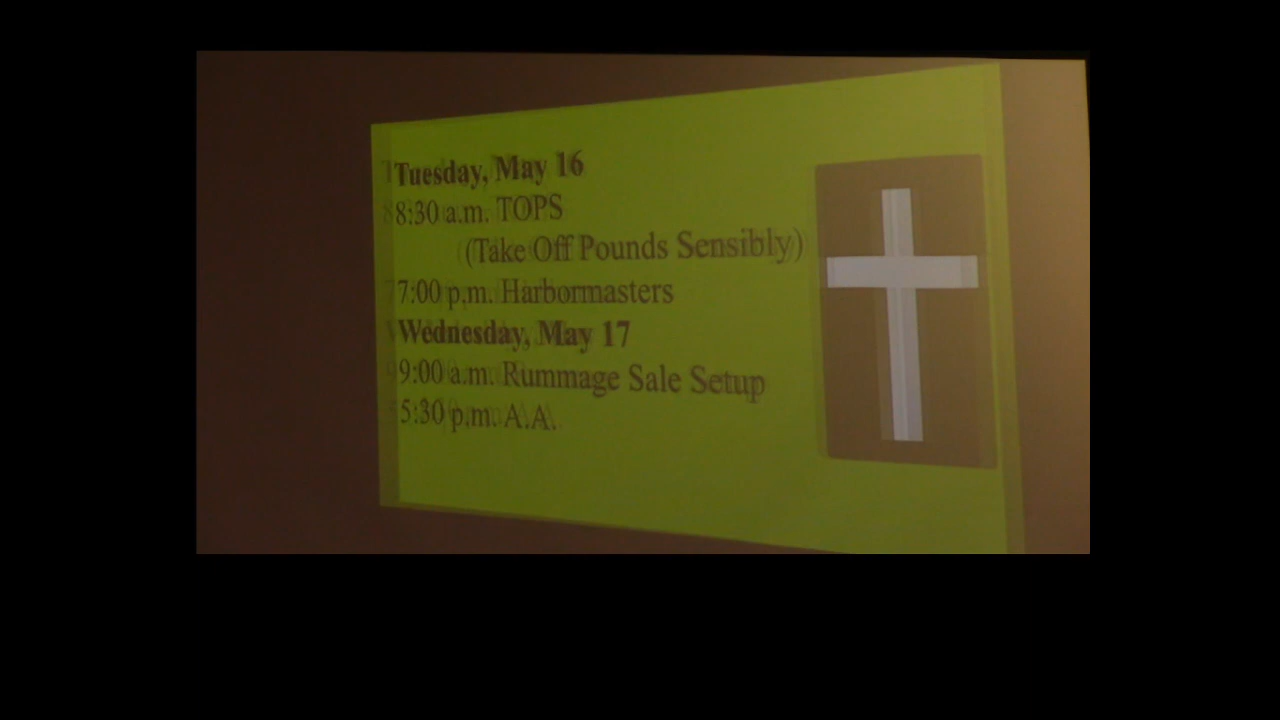 Tuesday, May 16
8:30 a.m. TOPS
(Take Off Pounds Sensibly)
7:00 p.m. Harbormasters
Wednesday, May 17
9:00 a.m. Rummage Sale Setup
5:30 p.m. A.A.